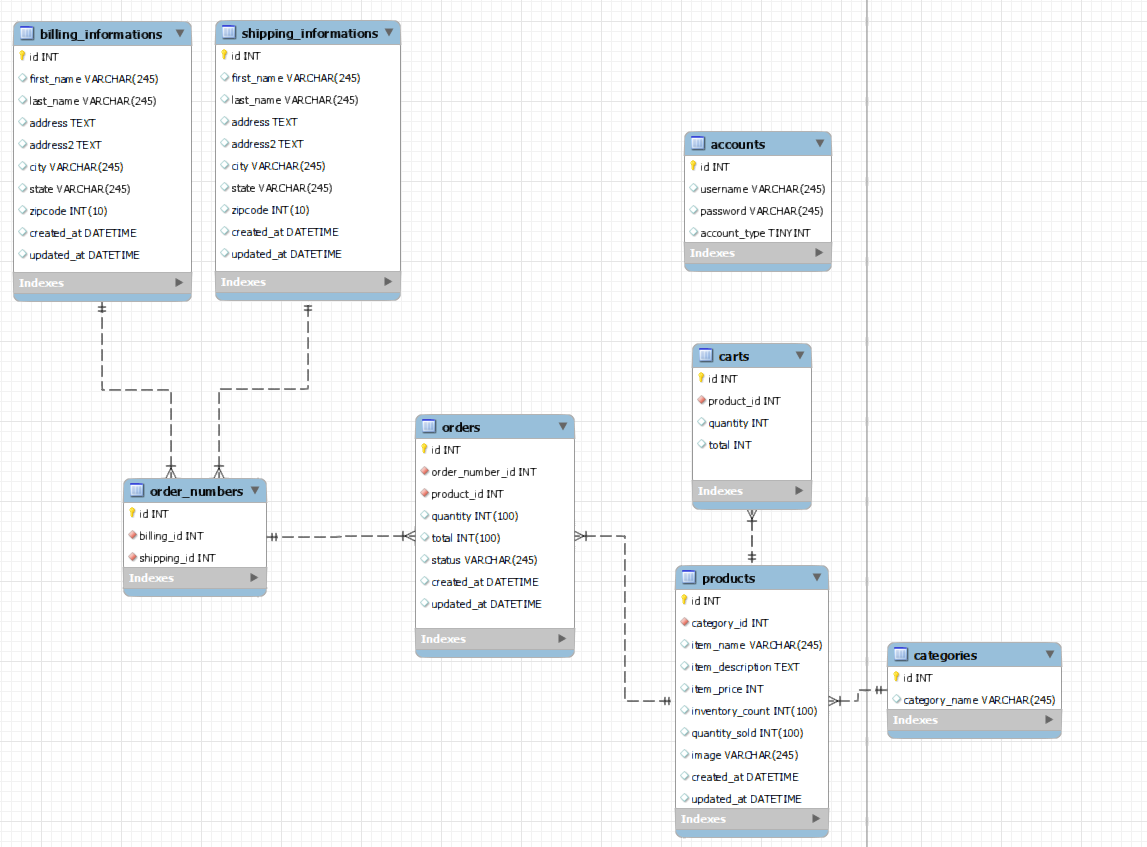 billing_informations
id INT
first_name VARCHAR(245)
last_name VARCHAR(245)
address TEXT
address2 TEXT
city VARCHAR(245)
state VARCHAR(245)
zipcode INT(10)
created_at DATETIME
updated_at DATETIME
Indexes
shipping_informations
id INT
first_name VARCHAR(245)
last_name VARCHAR(245)
address TEXT
address2 TEXT
city VARCHAR(245)
state VARCHAR(245)
zipcode INT(10)
created_at DATETIME
updated_at DATETIME
Indexes
accounts
id INT
username VARCHAR(245)
password VARCHAR(245)
account_type TINYINT
Indexes
carts
id INT
product_id INT
quantity INT
total INT
Indexes
orders
id INT
order_number_id INT
product_id INT
quantity INT(100)
total INT(100)
status VARCHAR(245)
created_at DATETIME
updated_at DATETIME
Indexes
order_numbers
id INT
billing_id INT
shipping_id INT
Indexes
products
id INT
category_id INT
item_name VARCHAR(245)
item_description TEXT
item_price INT
inventory_count INT(100)
quantity_sold INT(100)
image VARCHAR(245)
created_at DATETIME
updated_at DATETIME
Indexes
categories
id INT
category_name VARCHAR(245)
Indexes